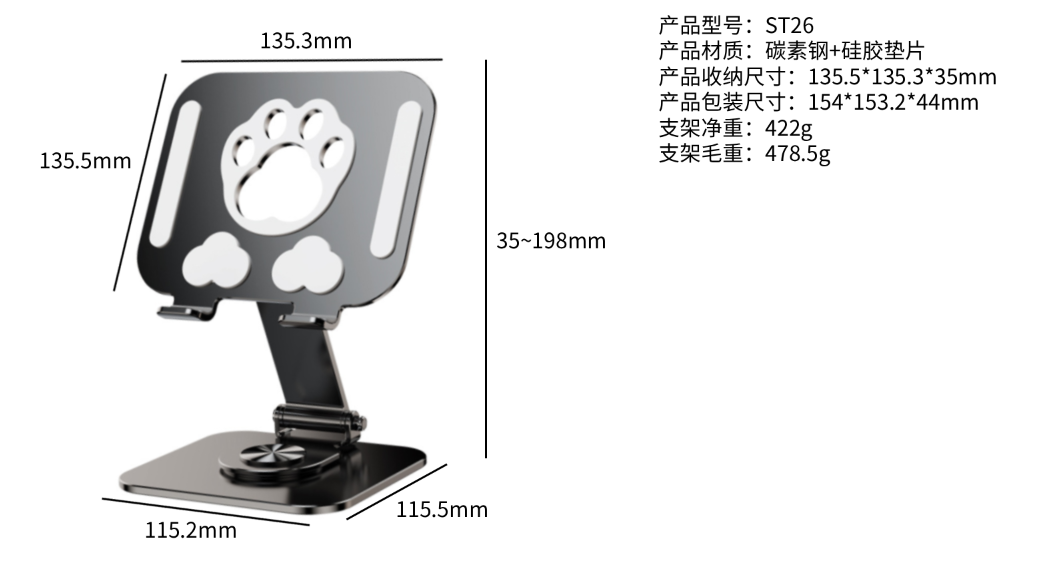 135.3mm
135.5mm
35~198mm
115.5mm
115.2mm
产品型号：ST26
产品材质：碳素钢+硅胶垫片
产品收纳尺寸：135.5*135.3*35mm
产品包装尺寸：154*153.2*44mm
支架净重：422g
支架毛重：478.5g